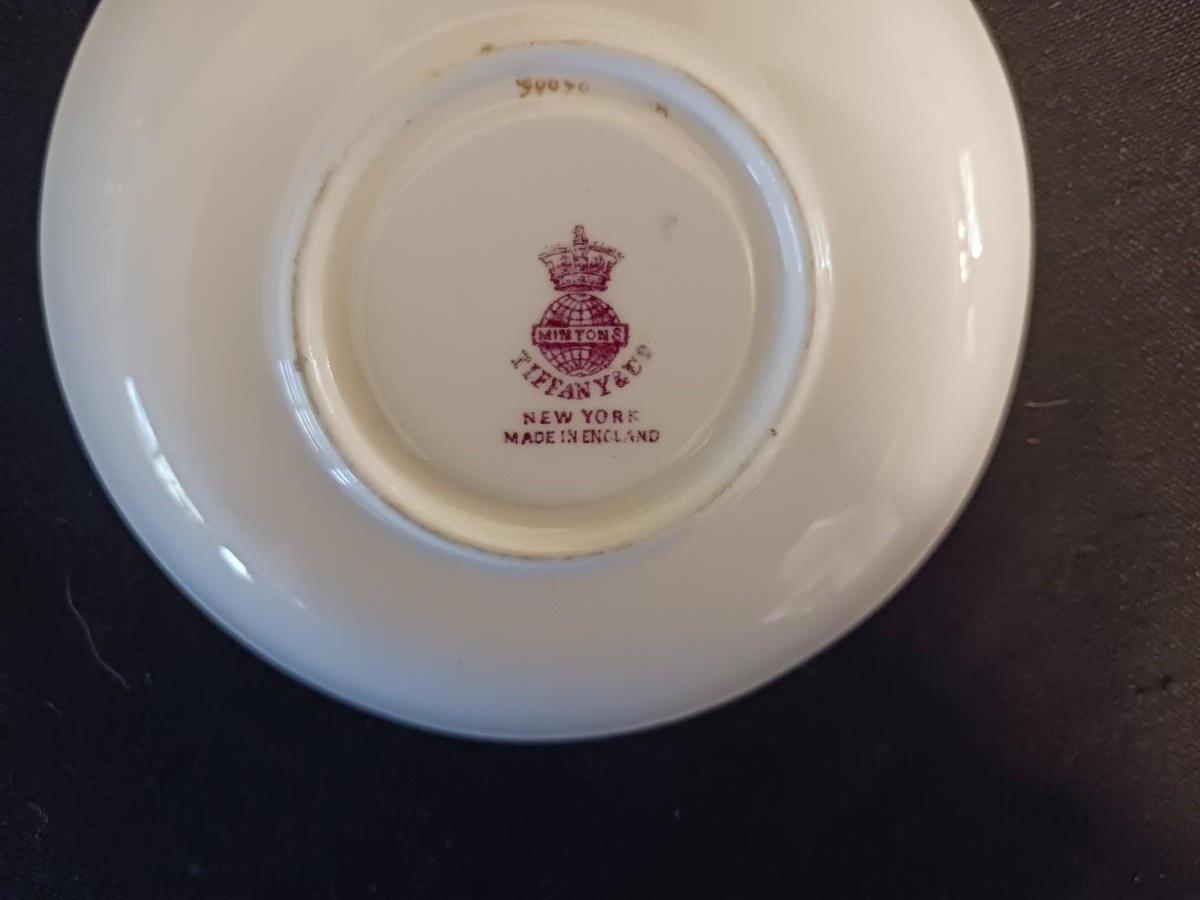 MINTONS
TIFFANY & Co
NEW YORK
MADE IN ENGLAND